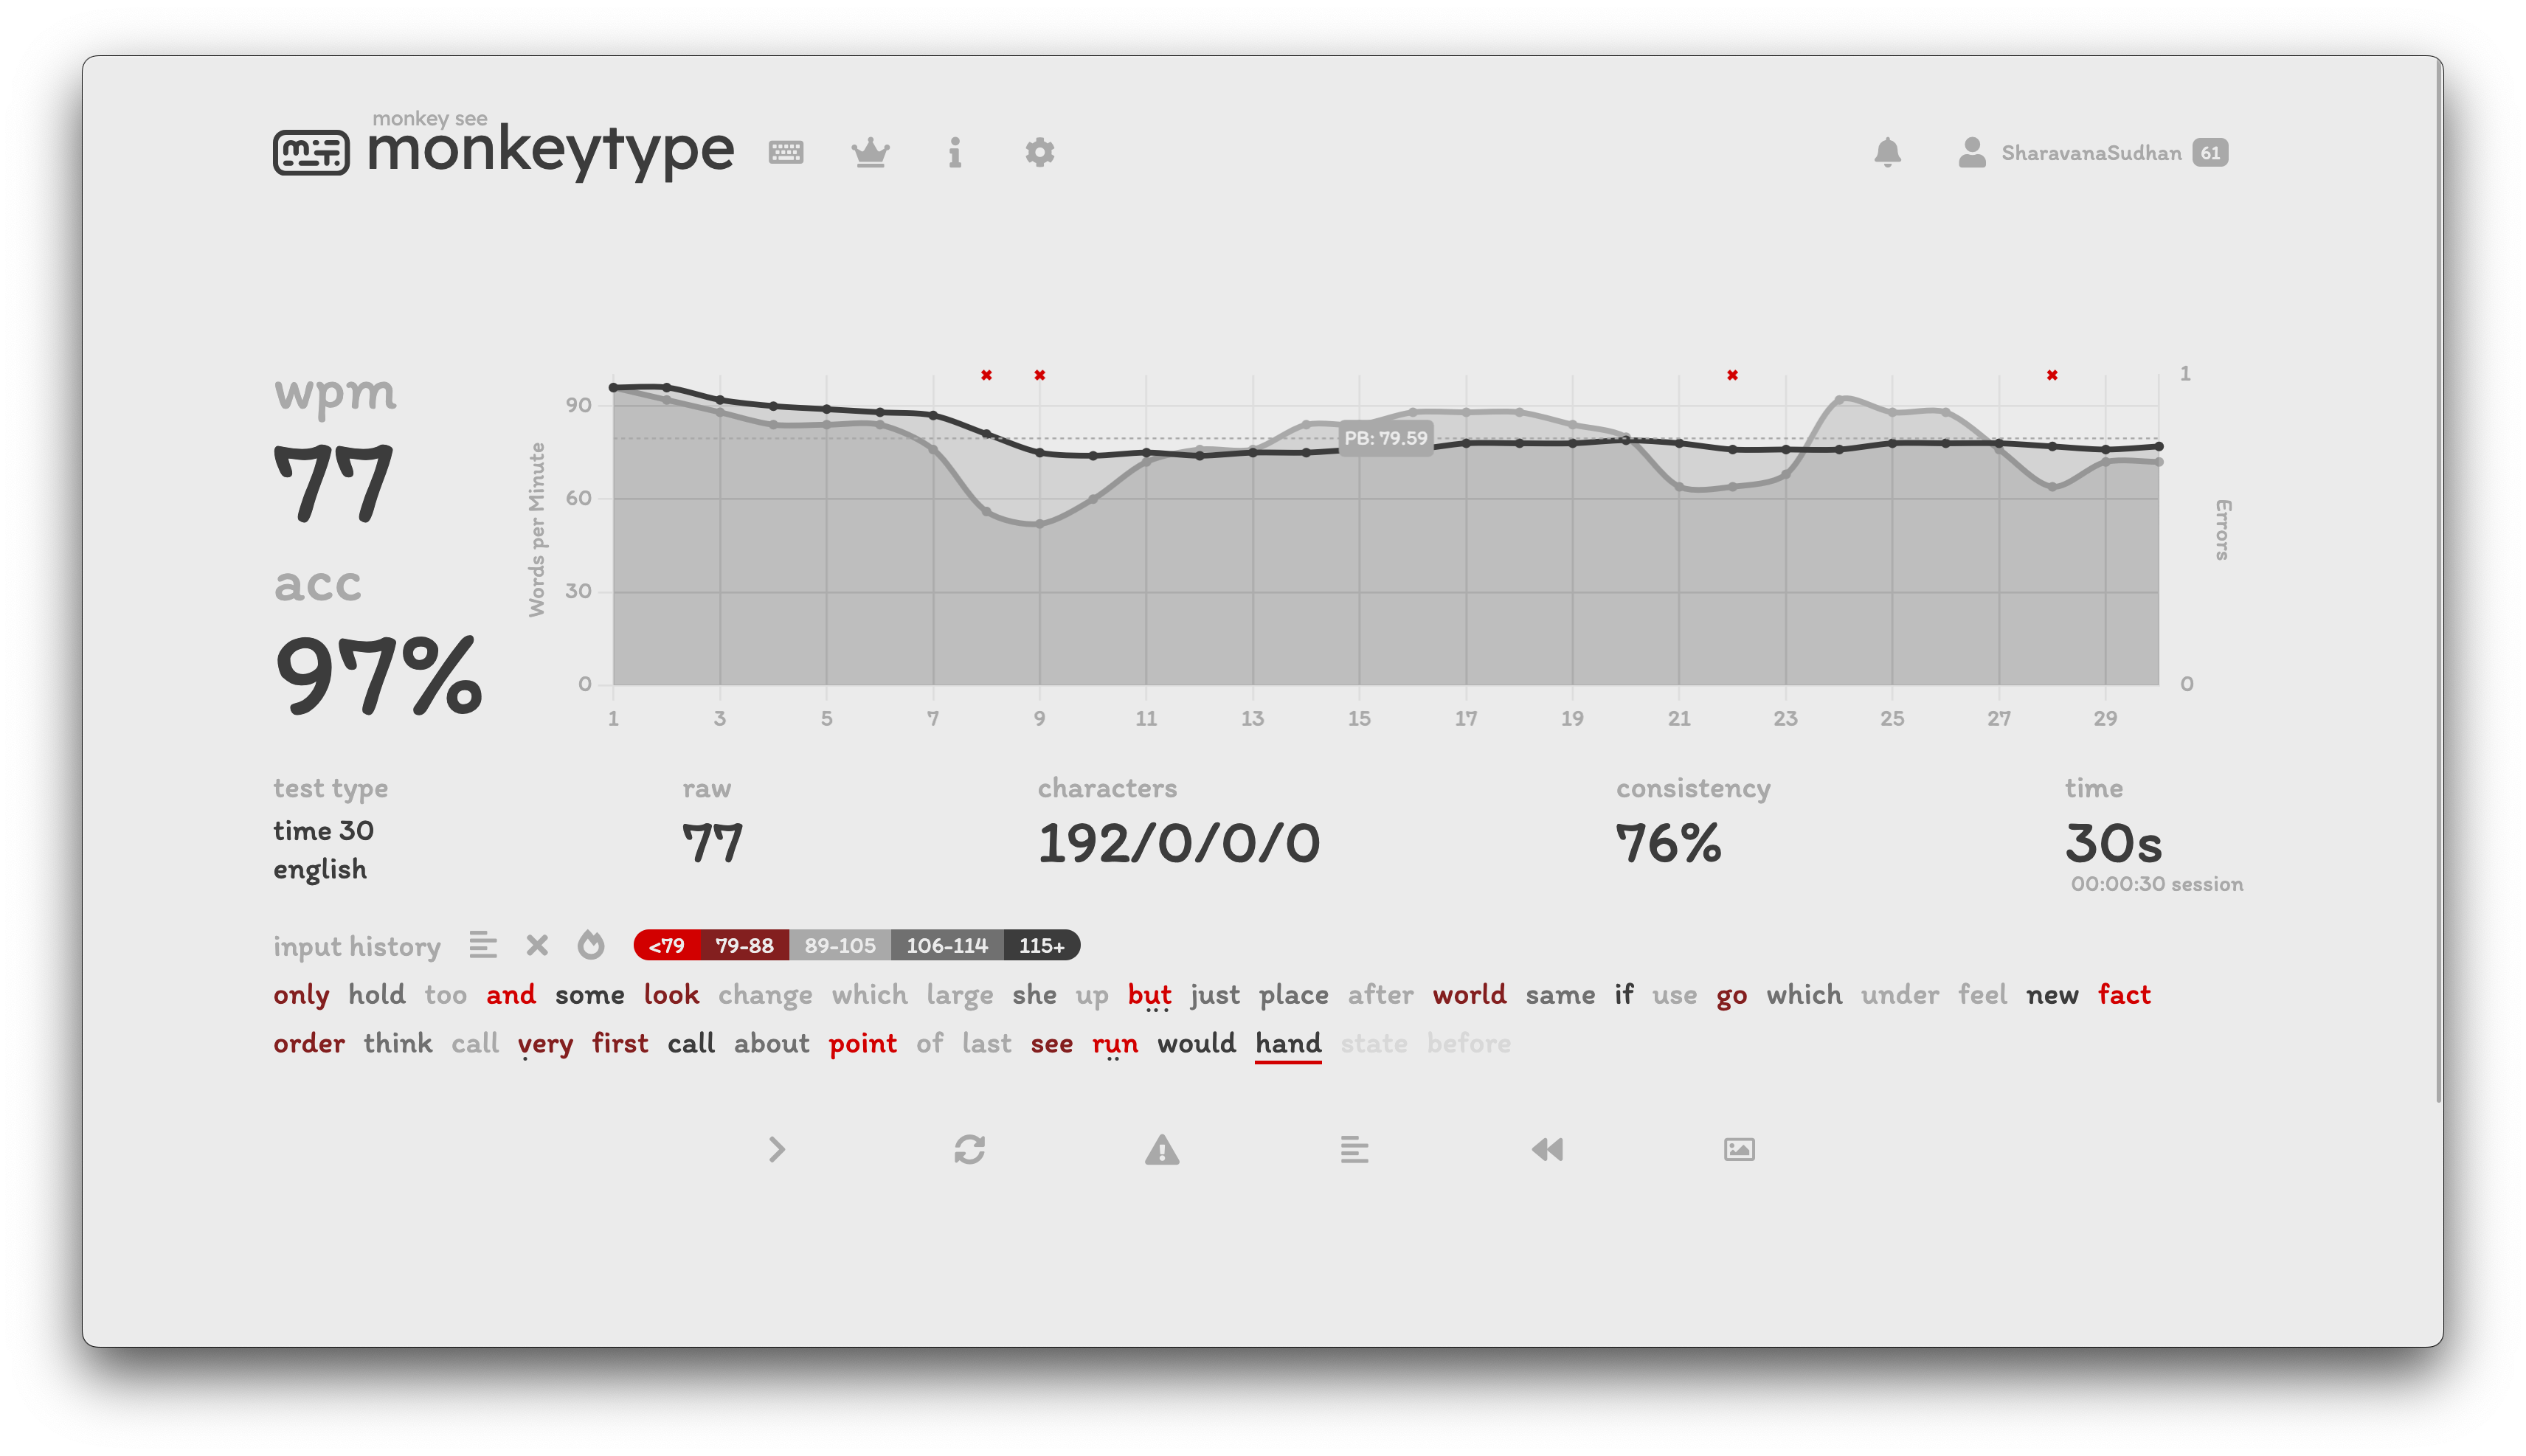 monkey see
monkeytype
SharavanaSudhan 61
wpm
77
acc
97%
Words per Minute
90
60
30
0
PB: 79.59
1
0
Errors
1 3 5 7 9 11 13 15 17 19 21 23 25 27 29
test type
time 30
english
raw
77
characters
192/0/0/0
consistency
76%
time
30s
00:00:30 session
input history <79 79-88 89-105 106-114 115+
only hold too and some look change which large she up but just place after world same if use go which under feel new fact
order think call very first call about point of last see run would hand state before